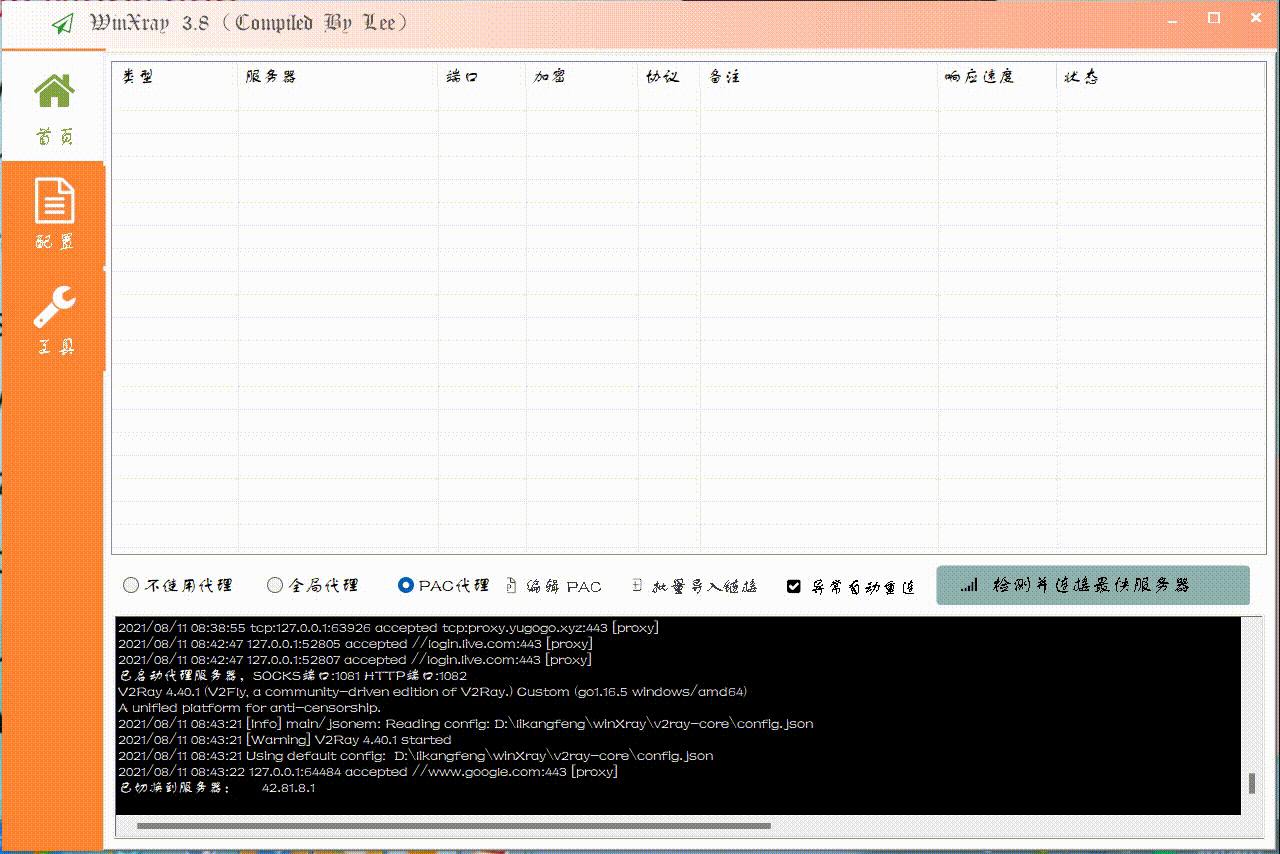 WinXray 3.8（Compiled By Lee）
首页
配置
工具
类型 服务器 端口 加密 协议 备注 响应速度 状态
不使用代理 全局代理 PAC代理 编辑 PAC 批量导入链接 异常自动重连 检测并连接最快服务器
2021/08/11 08:38:55 tcp:127.0.0.1:63926 accepted tcp:proxy.yugogo.xyz:443 [proxy]
2021/08/11 08:42:47 127.0.0.1:52805 accepted //login.live.com:443 [proxy]
2021/08/11 08:42:47 127.0.0.1:52807 accepted //login.live.com:443 [proxy]
已启动代理服务器，SOCKS端口:1081 HTTP端口:1082
V2Ray 4.40.1 (V2Fly, a community-driven edition of V2Ray.) Custom (go1.16.5 windows/amd64)
A unified platform for anti-censorship.
2021/08/11 08:43:21 [Info] main/jsonem: Reading config: D:\likangfeng\winXray\v2ray-core\config.json
2021/08/11 08:43:21 [Warning] V2Ray 4.40.1 started
2021/08/11 08:43:21 Using default config:  D:\likangfeng\winXray\v2ray-core\config.json
2021/08/11 08:43:22 127.0.0.1:64484 accepted //www.google.com:443 [proxy]
已切换到服务器： 42.81.8.1